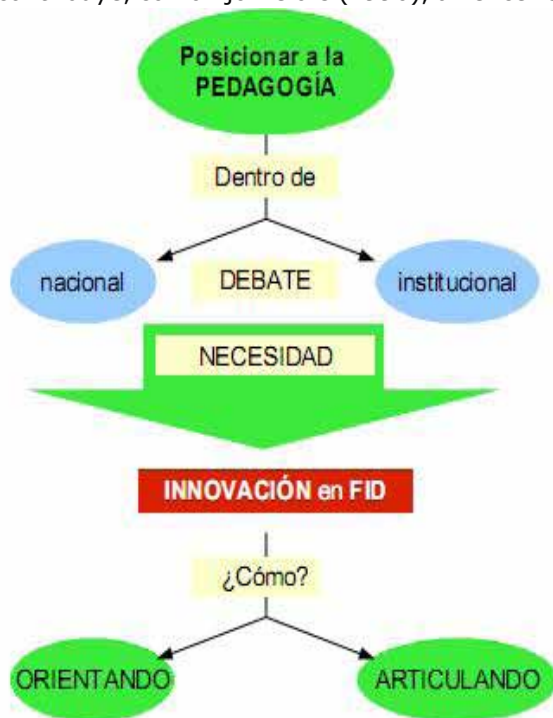 Posicionar a la
PEDAGOGÍA
Dentro de
nacional
DEBATE
institucional
NECESIDAD
INNOVACIÓN en FID
¿Cómo?
ORIENTANDO
ARTICULANDO